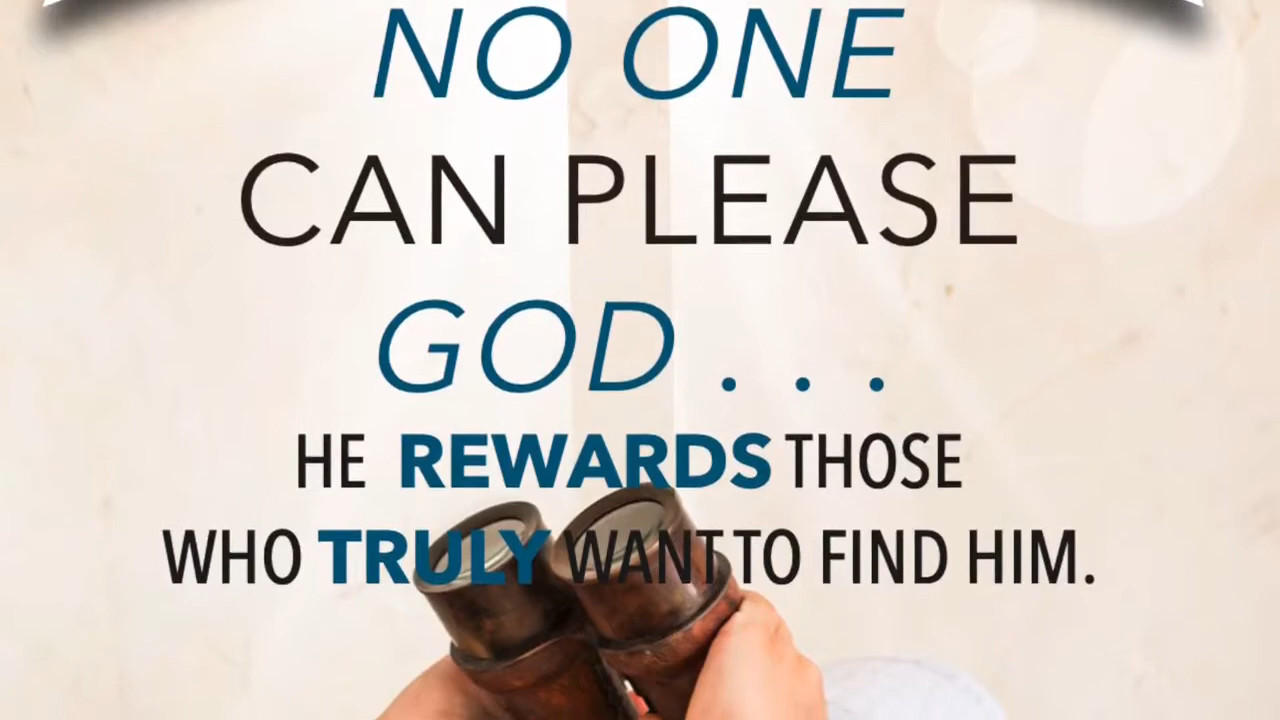 NO ONE
CAN PLEASE
GOD . . .
HE REWARDS THOSE
WHO TRULY WANT TO FIND HIM.